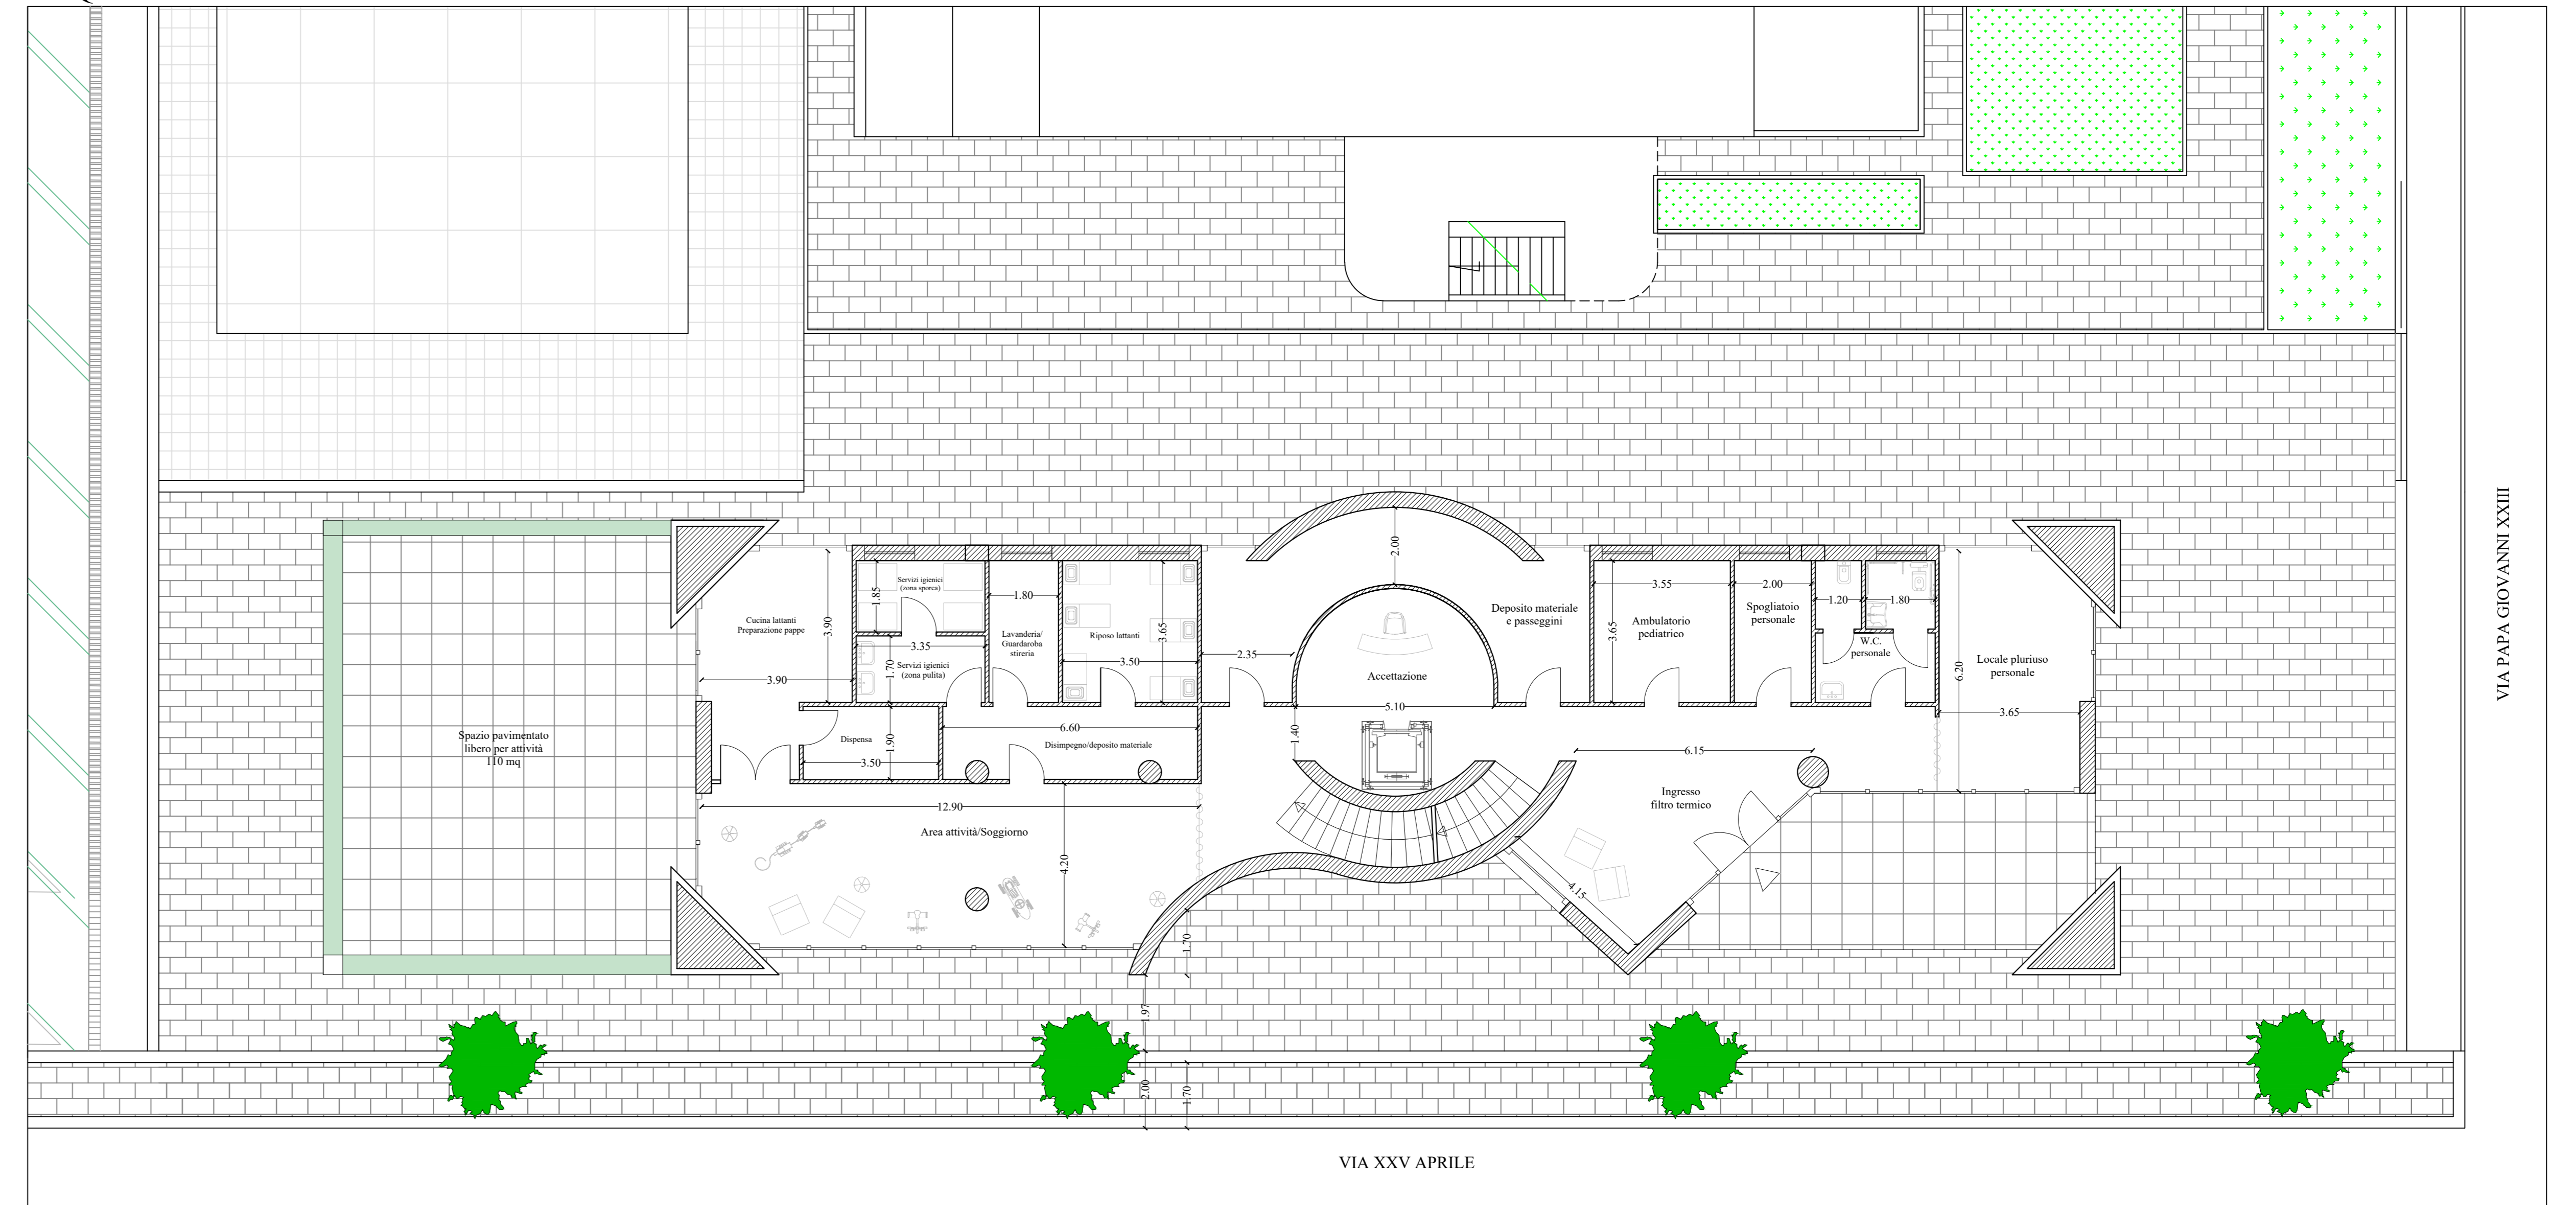 2.00
Servizi igienici
(zona sporca)
1.85
1.80
3.55
2.00
1.20
1.80
Cucina lattanti
Preparazione pappe
3.90
Lavanderia/
Guardaroba
stireria
Riposo lattanti
3.65
Deposito materiale
e passeggini
Ambulatorio
pediatrico
3.65
Spogliatoio
personale
W.C.
personale
3.35
1.70
Servizi igienici
(zona pulita)
3.90
3.50
2.35
Accettazione
6.20
Locale pluriuso
personale
3.65
VIA PAPA GIOVANNI XXIII
5.10
Spazio pavimentato
libero per attività
110 mq
Dispensa
1.90
3.50
6.60
Disimpegno/deposito materiale
1.40
6.15
Ingresso
filtro termico
12.90
Area attività/Soggiorno
4.20
4.15
1.70
1.97
2.00
1.70
VIA XXV APRILE